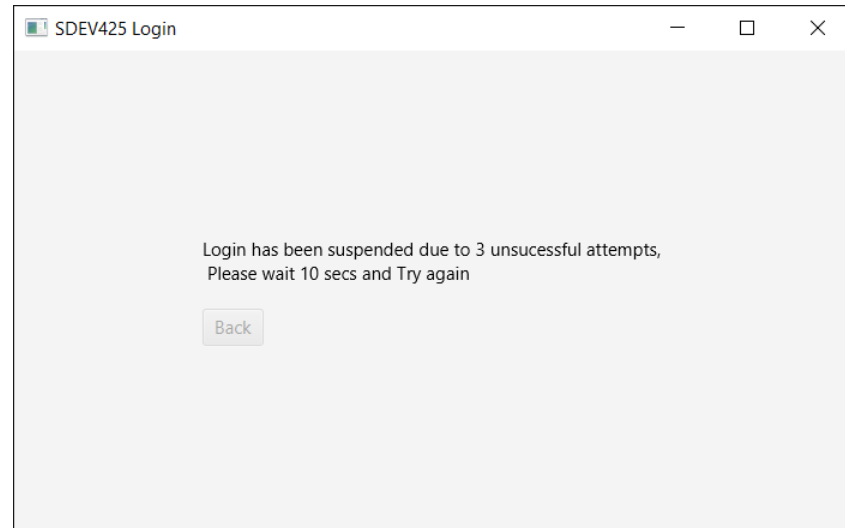 SDEV425 Login
Login has been suspended due to 3 unsucessful attempts,
Please wait 10 secs and Try again
Back